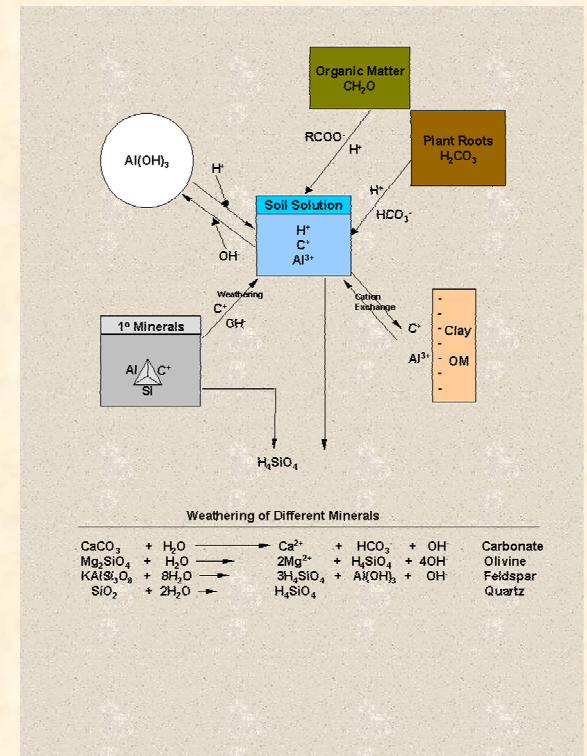 Organic Matter
CH₂O
RCOO⁻
H⁺
Plant Roots
H₂CO₃
H⁺
HCO₃⁻
Al(OH)₃
H⁺
OH⁻
Soil Solution
H⁺
C⁺
Al³⁺
Weathering
C⁺
OH⁻
Cation
Exchange
C⁺
Al³⁺
-
-
-
-
-
-
-
Clay
OM
1º Minerals
Al
C⁺
Si
H₄SiO₄
Weathering of Different Minerals
CaCO₃ + H₂O → Ca²⁺ + HCO₃⁻ + OH⁻ Carbonate
Mg₂SiO₄ + H₂O → 2Mg²⁺ + H₄SiO₄ + 4OH⁻ Olivine
KAlSi₃O₈ + 8H₂O → 3H₄SiO₄ + Al(OH)₃ + OH⁻ Feldspar
SiO₂ + 2H₂O → H₄SiO₄ Quartz